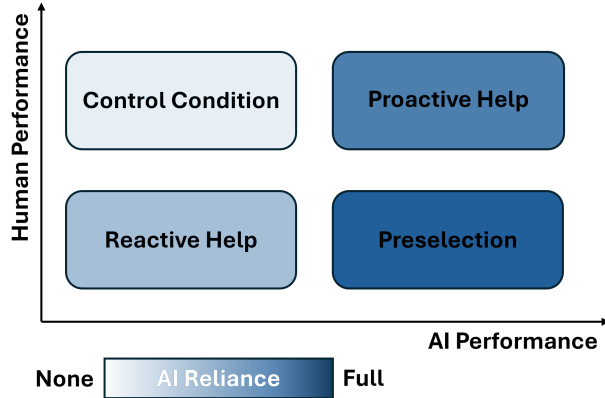 Human Performance
Control Condition
Proactive Help
Reactive Help
Preselection
AI Performance
None
AI Reliance
Full